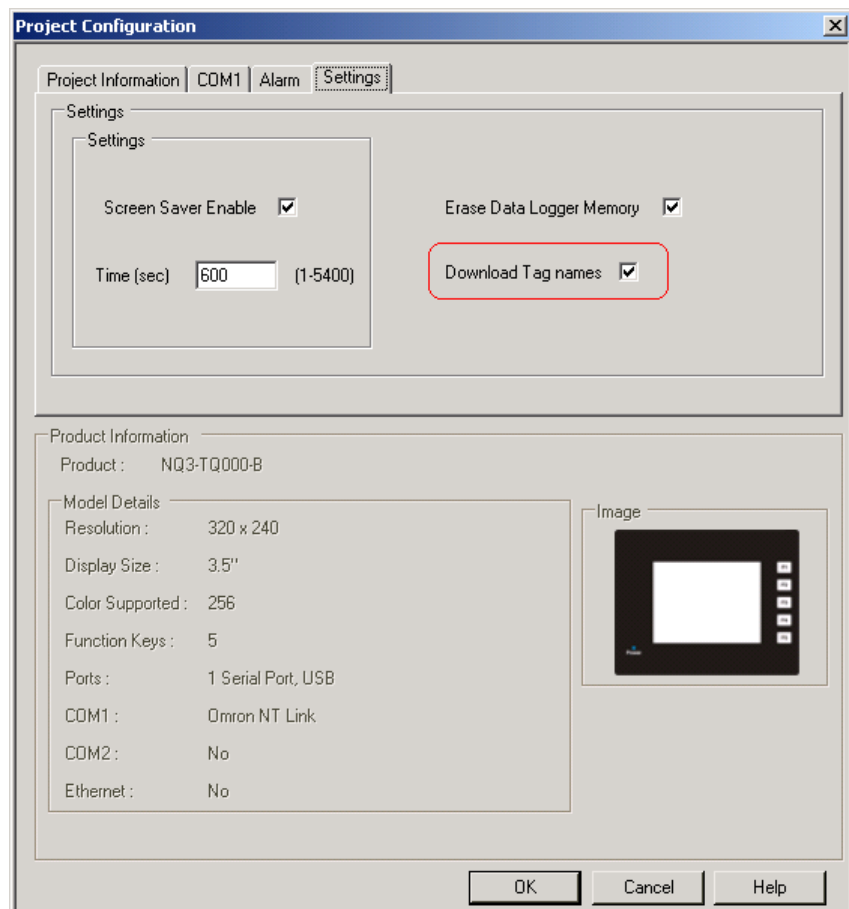 Project Configuration
Project Information COM1 Alarm Settings
Settings
Settings
Screen Saver Enable
Time (sec) 600 (1-5400)
Erase Data Logger Memory
Download Tag names
Product Information
Product : NQ3-TQ000-B
Model Details
Resolution : 320 x 240
Display Size : 3.5''
Color Supported : 256
Function Keys : 5
Ports : 1 Serial Port, USB
COM1 : Omron NT Link
COM2 : No
Ethernet : No
Image
OK Cancel Help